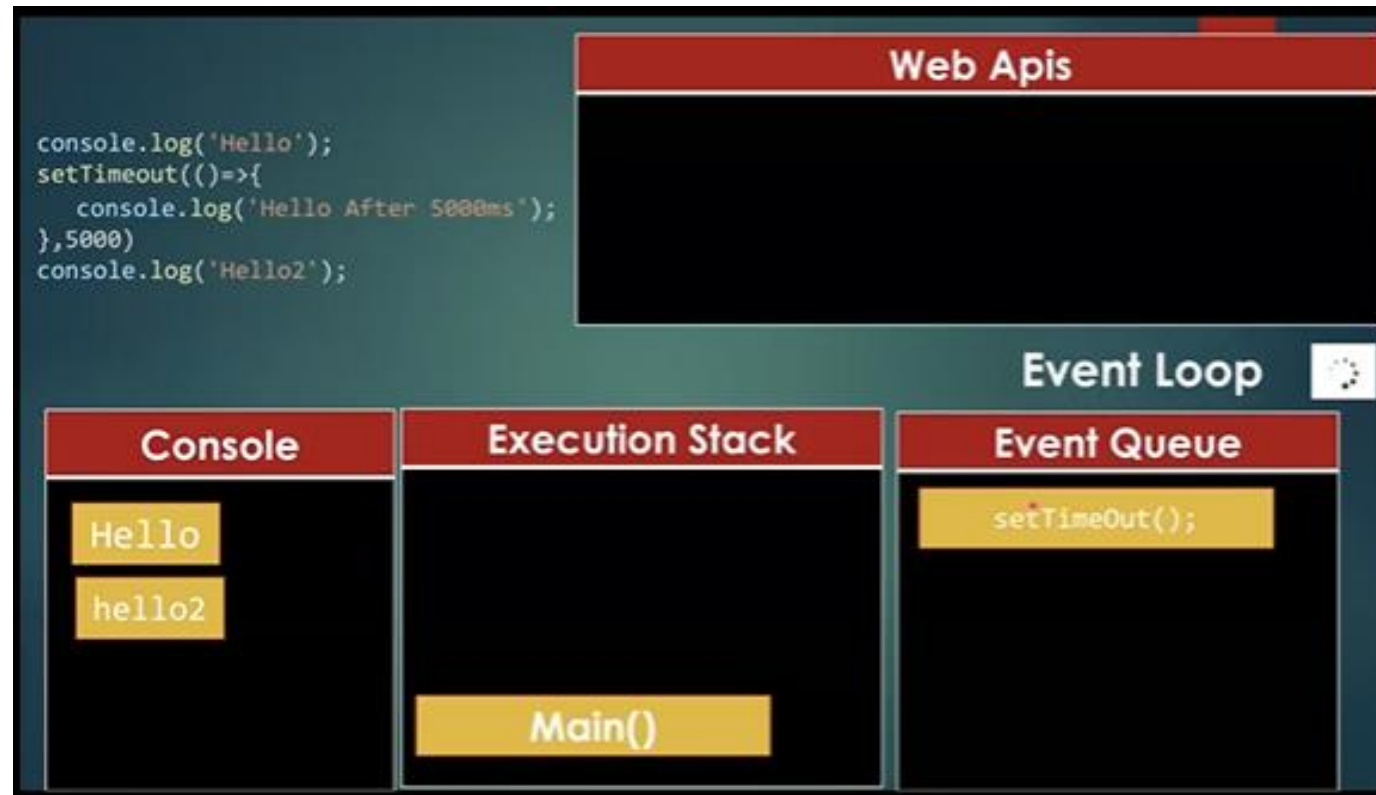 Web Apis
console.log('Hello');
setTimeout(()=>{
console.log('Hello After 5000ms');
},5000)
console.log('Hello2');
Event Loop
Console
Hello
hello2
Execution Stack
Main()
Event Queue
setTimeOut();